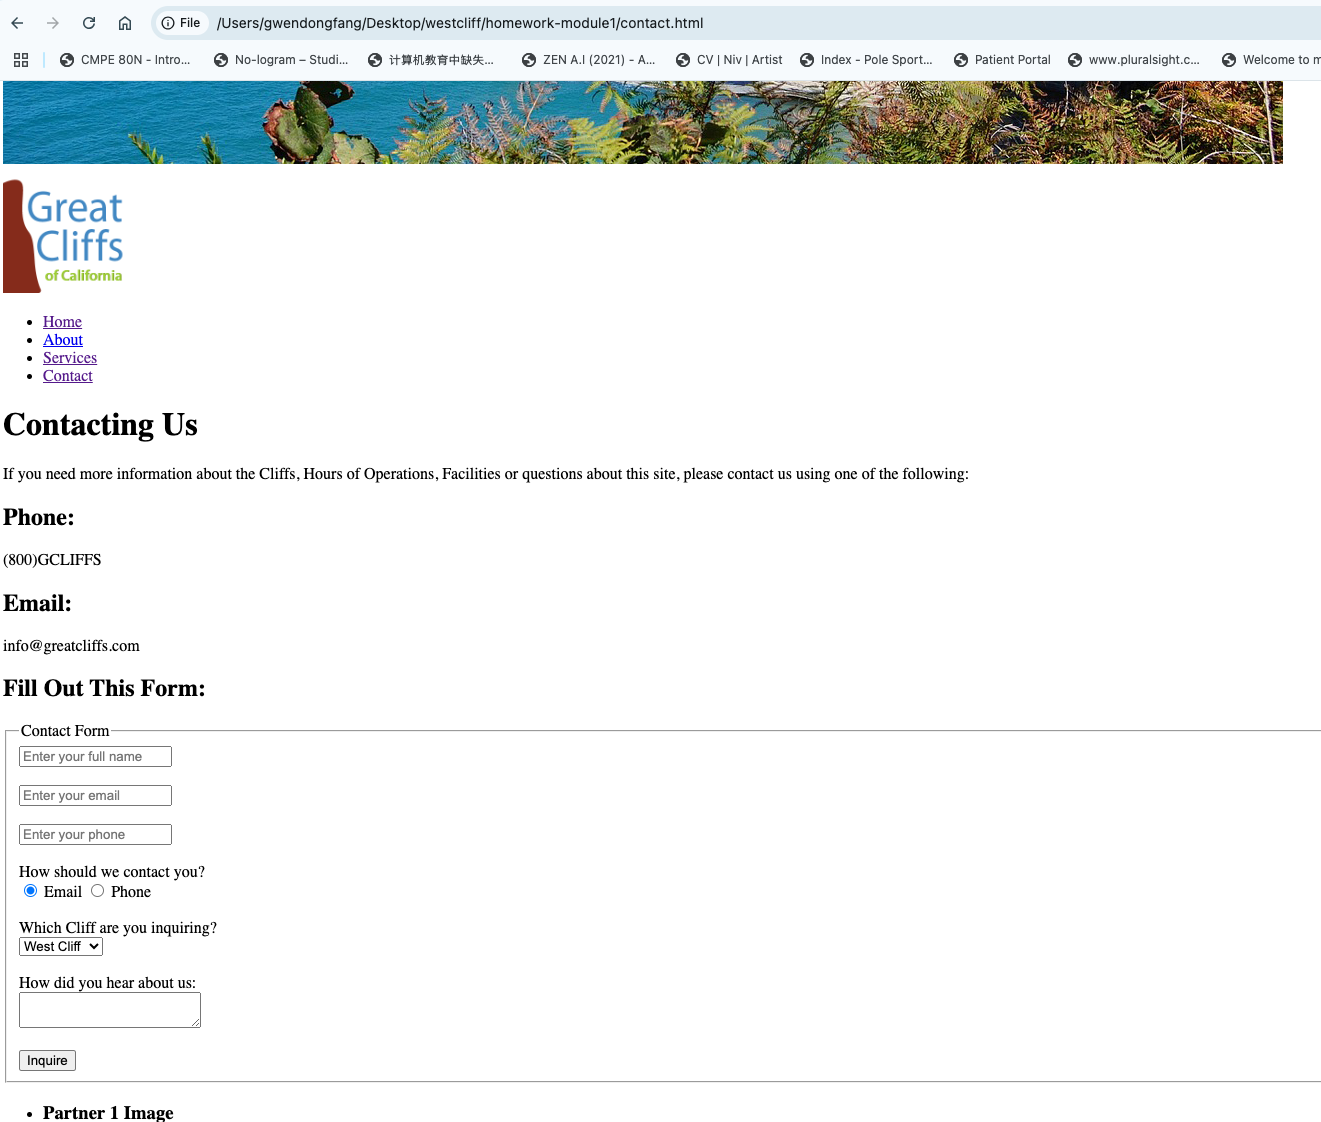 File /Users/gwendongfang/Desktop/westcliff/homework-module1/contact.html
CMPE 80N - Intro... No-logram – Studi... 计算机教育中缺失... ZEN A.I (2021) - A... CV | Niv | Artist Index - Pole Sport... Patient Portal www.pluralsight.c... Welcome to m
Great
Cliffs
of California
Home
About
Services
Contact
Contacting Us
If you need more information about the Cliffs, Hours of Operations, Facilities or questions about this site, please contact us using one of the following:
Phone:
(800)GCLIFFS
Email:
info@greatcliffs.com
Fill Out This Form:
Contact Form
Enter your full name
Enter your email
Enter your phone
How should we contact you?
Email Phone
Which Cliff are you inquiring?
West Cliff
How did you hear about us:
Inquire
Partner 1 Image